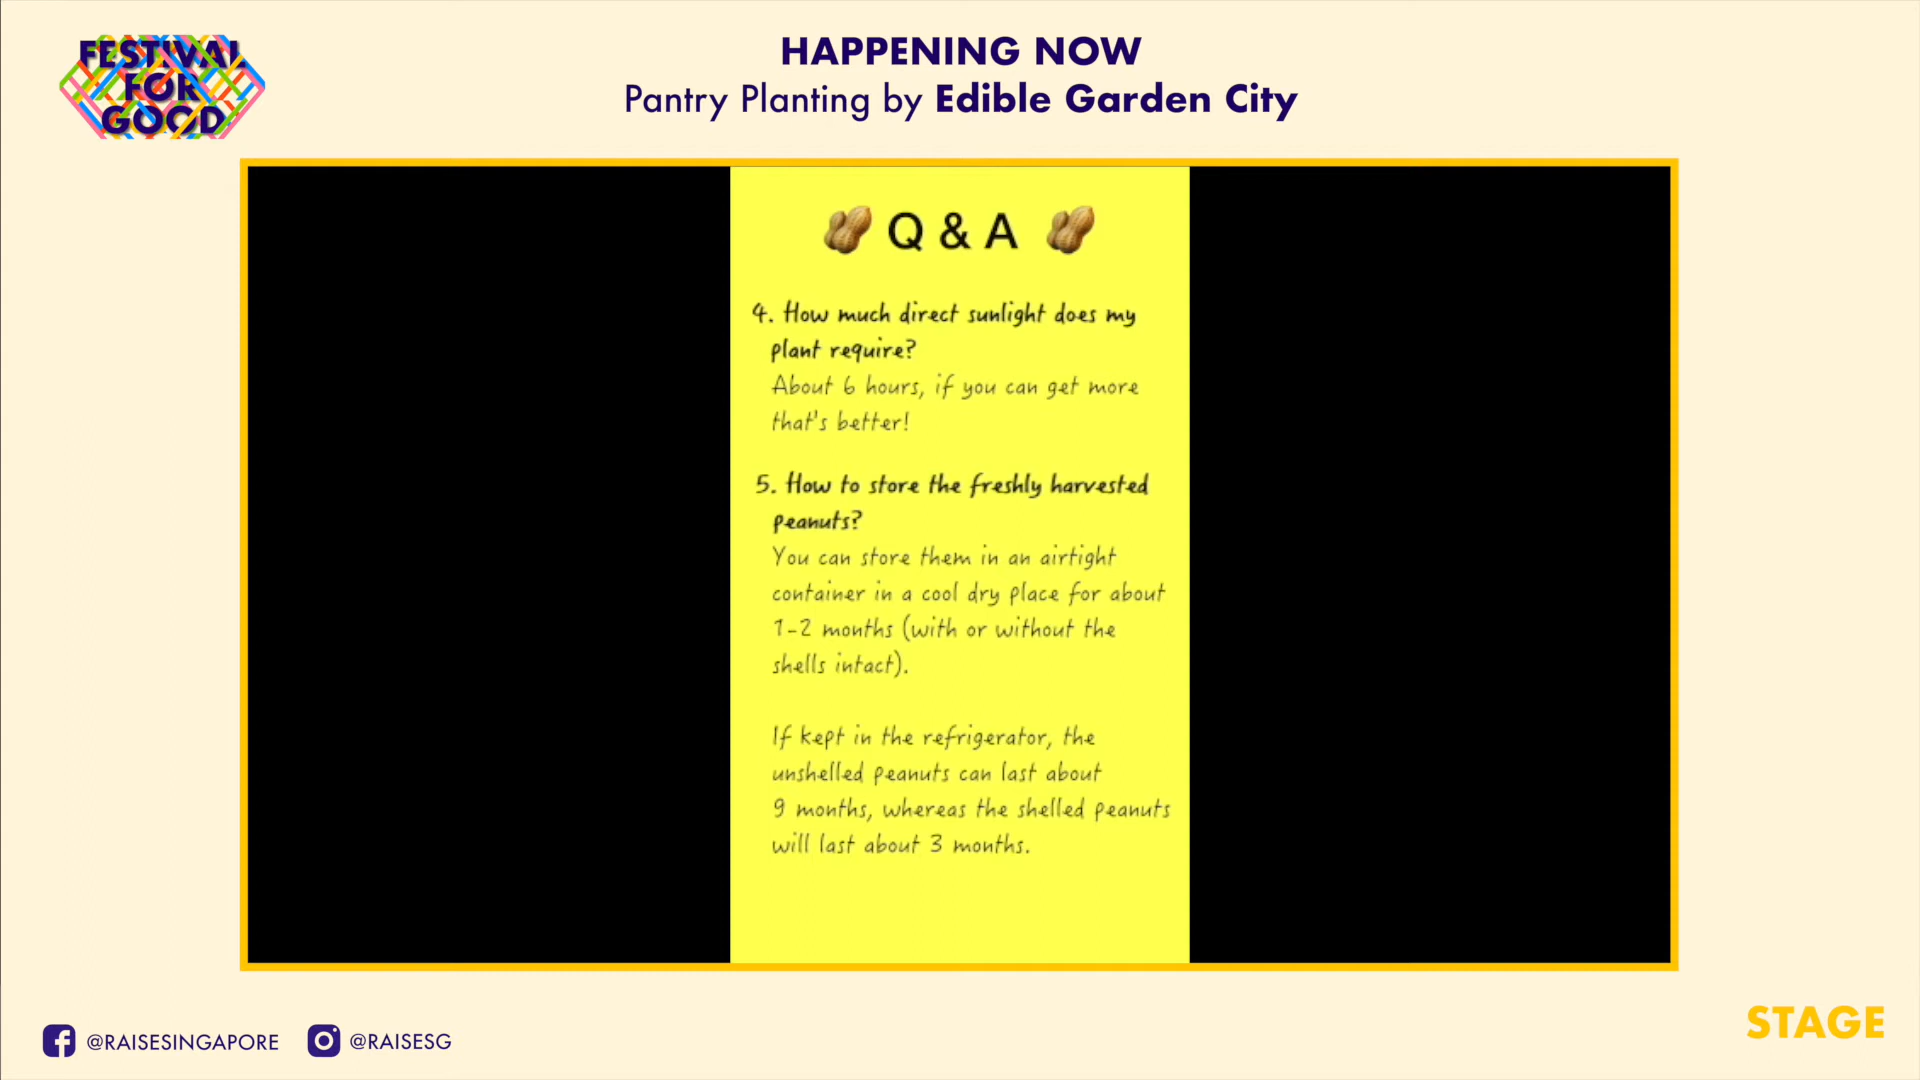 FESTIVAL
FOR
GOOD
HAPPENING NOW
Pantry Planting by Edible Garden City
Q & A
4. How much direct sunlight does my
plant require?
About 6 hours, if you can get more
that's better!
5. How to store the freshly harvested
peanuts?
You can store them in an airtight
container in a cool dry place for about
1-2 months (with or without the
shells intact).
If kept in the refrigerator, the
unshelled peanuts can last about
9 months, whereas the shelled peanuts
will last about 3 months.
@RAISESINGAPORE @RAISESG
STAGE